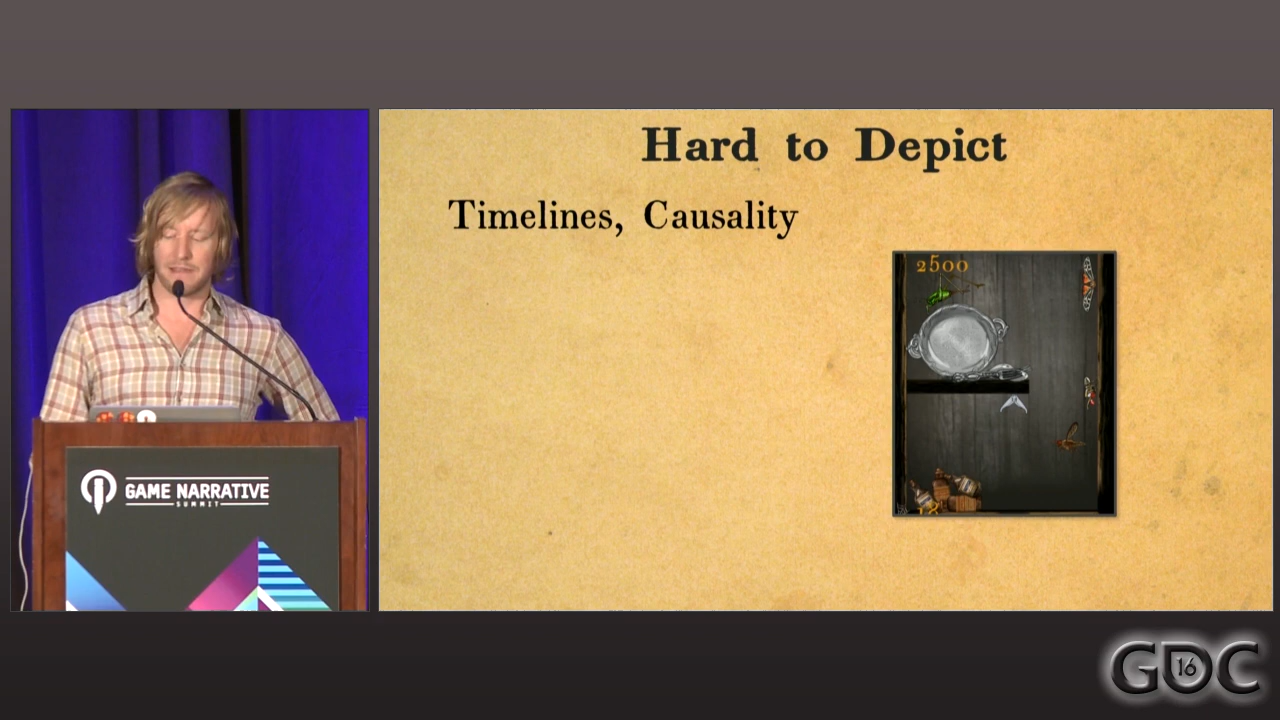 Hard to Depict
Timelines, Causality
2500
GAME NARRATIVE
SUMMIT
GDC
16